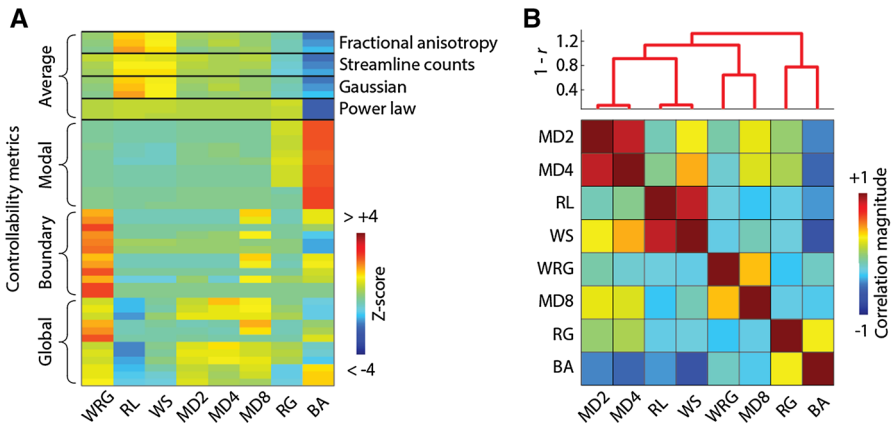 A
Controllability metrics
Average
Modal
Boundary
Global
Fractional anisotropy
Streamline counts
Gaussian
Power law
> +4
Z-score
< -4
WRG RL WS MD2 MD4 MD8 RG BA
B
1 - r
1.2
0.8
0.4
MD2
MD4
RL
WS
WRG
MD8
RG
BA
MD2 MD4 RL WS WRG MD8 RG BA
+1
Correlation magnitude
-1